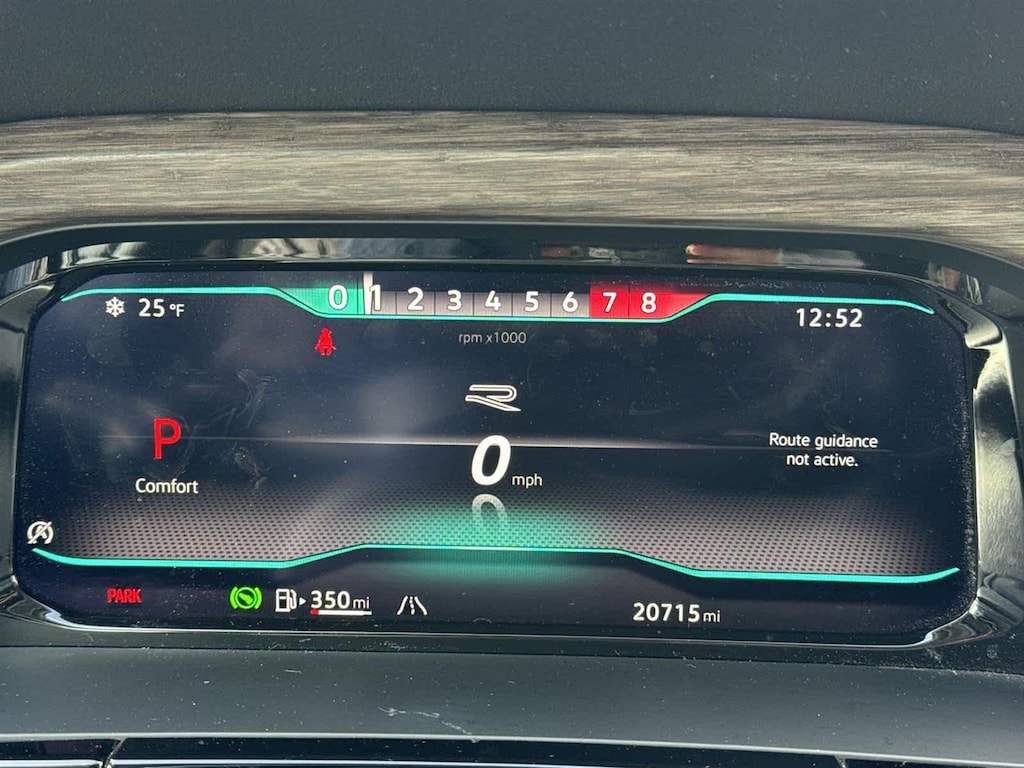 0 1 2 3 4 5 6 7 8
25 °F
12:52
rpm x1000
R
P
Comfort
0 mph
Route guidance
not active.
PARK
350 mi
20715 mi